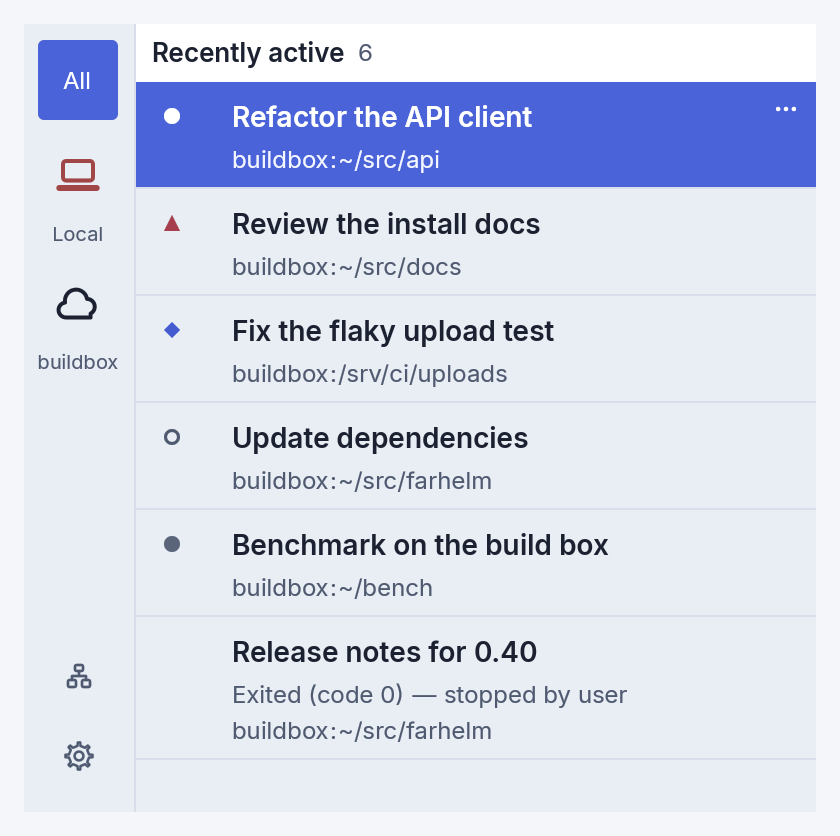 All
Local
buildbox
Recently active 6
Refactor the API client
buildbox:~/src/api
Review the install docs
buildbox:~/src/docs
Fix the flaky upload test
buildbox:/srv/ci/uploads
Update dependencies
buildbox:~/src/farhelm
Benchmark on the build box
buildbox:~/bench
Release notes for 0.40
Exited (code 0) — stopped by user
buildbox:~/src/farhelm